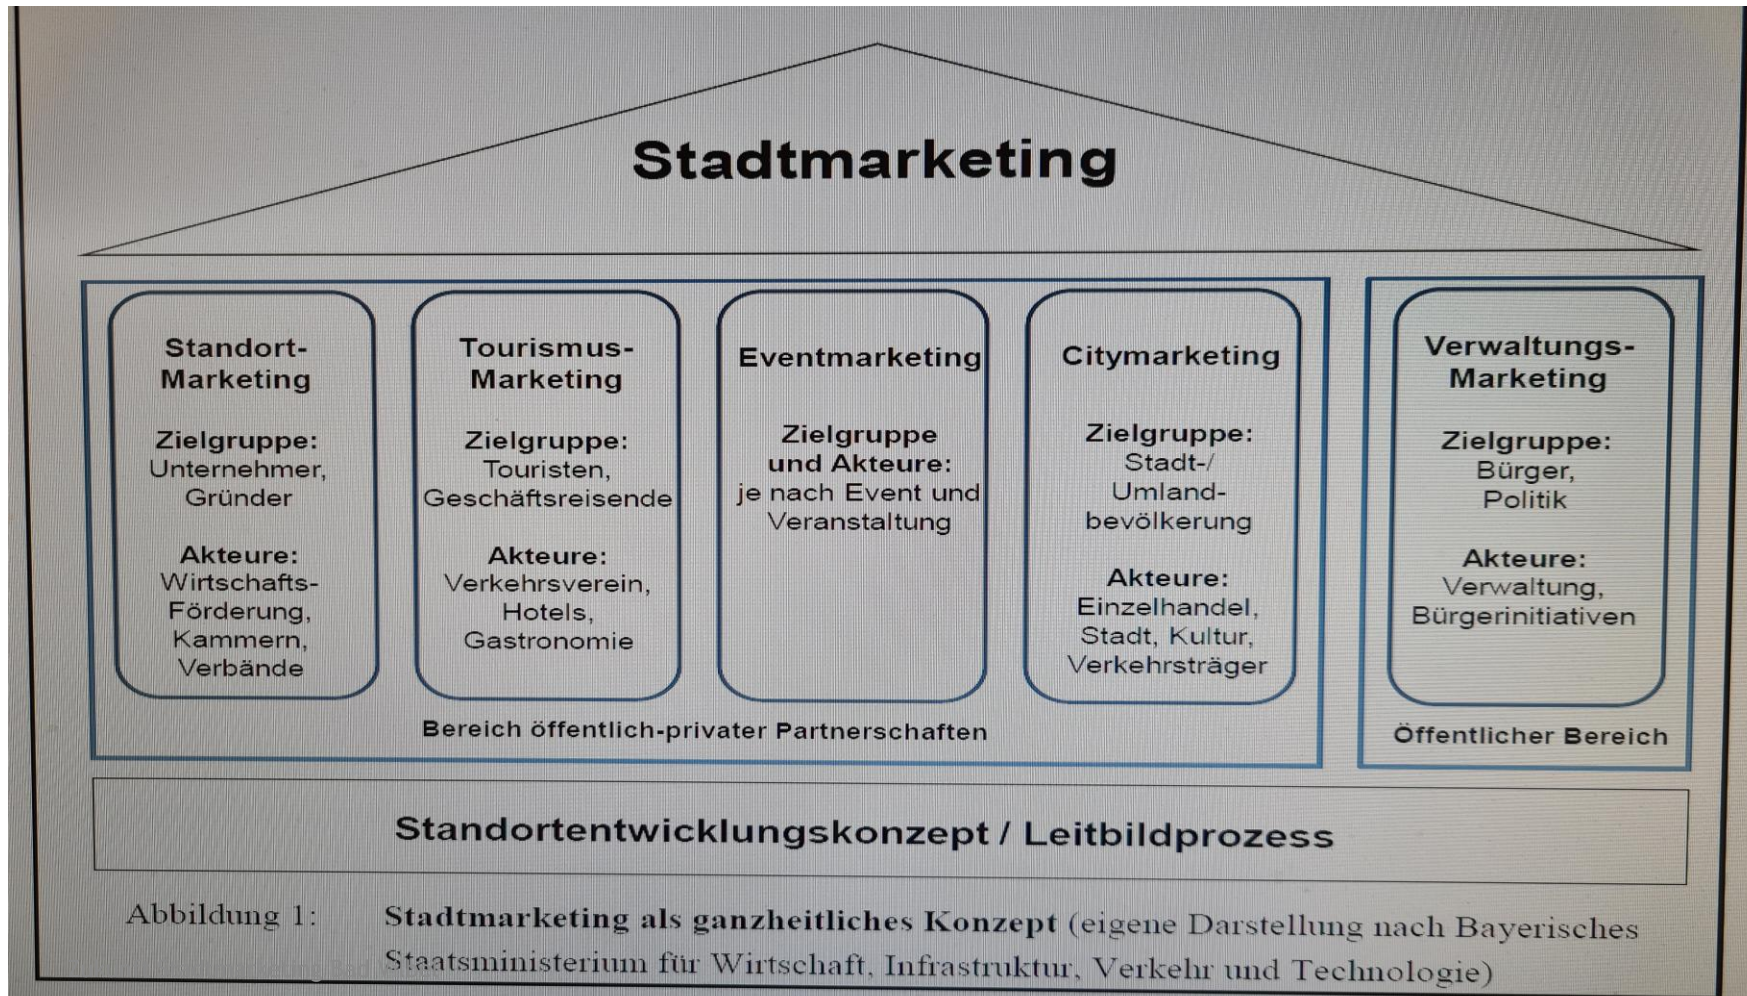 Stadtmarketing
Standort-
Marketing
Zielgruppe:
Unternehmer,
Gründer
Akteure:
Wirtschafts-
Förderung,
Kammern,
Verbände
Tourismus-
Marketing
Zielgruppe:
Touristen,
Geschäftsreisende
Akteure:
Verkehrsverein,
Hotels,
Gastronomie
Eventmarketing
Zielgruppe
und Akteure:
je nach Event und
Veranstaltung
Citymarketing
Zielgruppe:
Stadt-/
Umland-
bevölkerung
Akteure:
Einzelhandel,
Stadt, Kultur,
Verkehrsträger
Bereich öffentlich-privater Partnerschaften
Verwaltungs-
Marketing
Zielgruppe:
Bürger,
Politik
Akteure:
Verwaltung,
Bürgerinitiativen
Öffentlicher Bereich
Standortentwicklungskonzept / Leitbildprozess
Abbildung 1: Stadtmarketing als ganzheitliches Konzept (eigene Darstellung nach Bayerisches
Staatsministerium für Wirtschaft, Infrastruktur, Verkehr und Technologie)